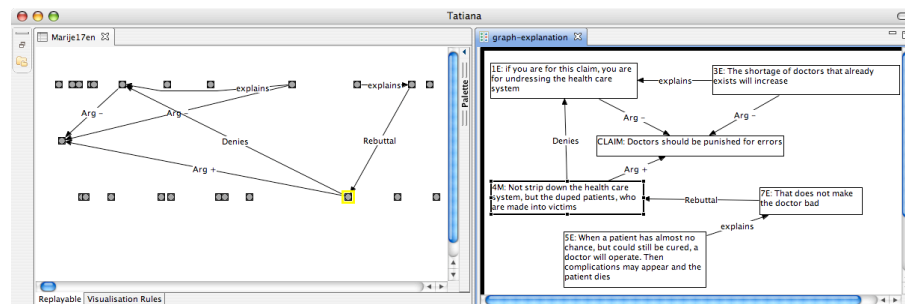 Tatiana
Marije17en
graph-explanation
explains
explains
Arg -
Arg -
Denies
Rebuttal
Arg +
Palette
Replayable
Visualisation Rules
1E: if you are for this claim, you are
for undressing the health care
system
explains
3E: The shortage of doctors that already
exists will increase
Arg -
Arg -
Denies
CLAIM: Doctors should be punished for errors
Arg +
4M: Not strip down the health care
system, but the duped patients, who
are made into victims
Rebuttal
7E: That does not make
the doctor bad
explains
5E: When a patient has almost no
chance, but could still be cured, a
doctor will operate. Then
complications may appear and the
patient dies